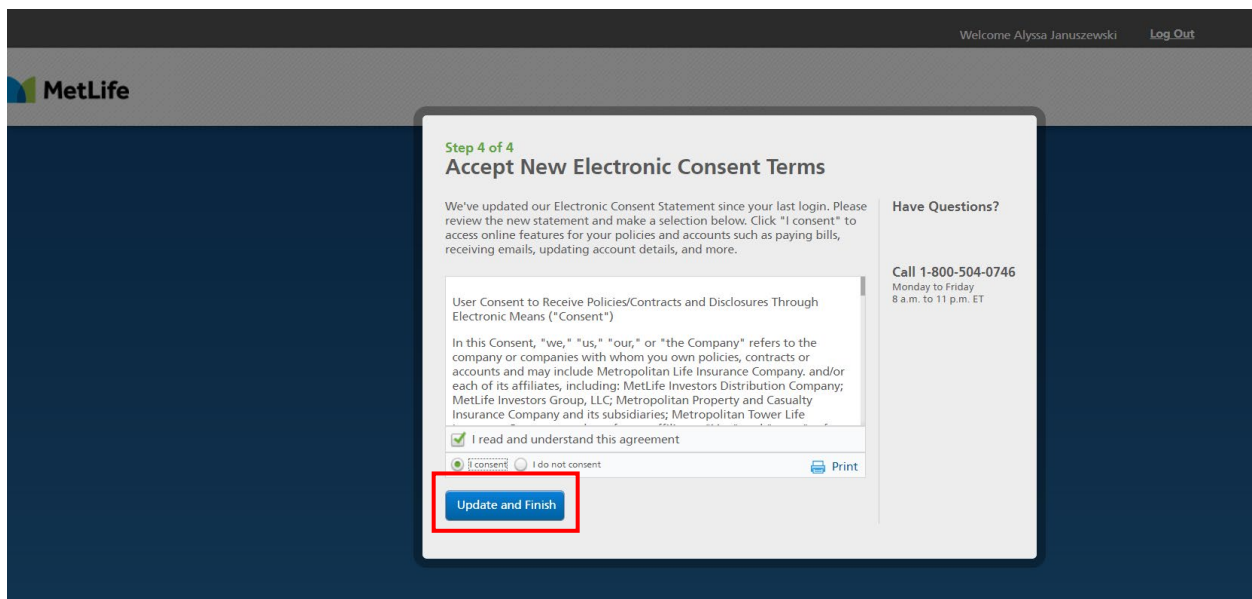 Welcome Alyssa Januszewski Log Out
MetLife
Step 4 of 4
Accept New Electronic Consent Terms
We've updated our Electronic Consent Statement since your last login. Please
review the new statement and make a selection below. Click "I consent" to
access online features for your policies and accounts such as paying bills,
receiving emails, updating account details, and more.
User Consent to Receive Policies/Contracts and Disclosures Through
Electronic Means ("Consent")
In this Consent, "we," "us," "our," or "the Company" refers to the
company or companies with whom you own policies, contracts or
accounts and may include Metropolitan Life Insurance Company. and/or
each of its affiliates, including: MetLife Investors Distribution Company;
MetLife Investors Group, LLC; Metropolitan Property and Casualty
Insurance Company and its subsidiaries; Metropolitan Tower Life
I read and understand this agreement
I consent I do not consent Print
Update and Finish
Have Questions?
Call 1-800-504-0746
Monday to Friday
8 a.m. to 11 p.m. ET